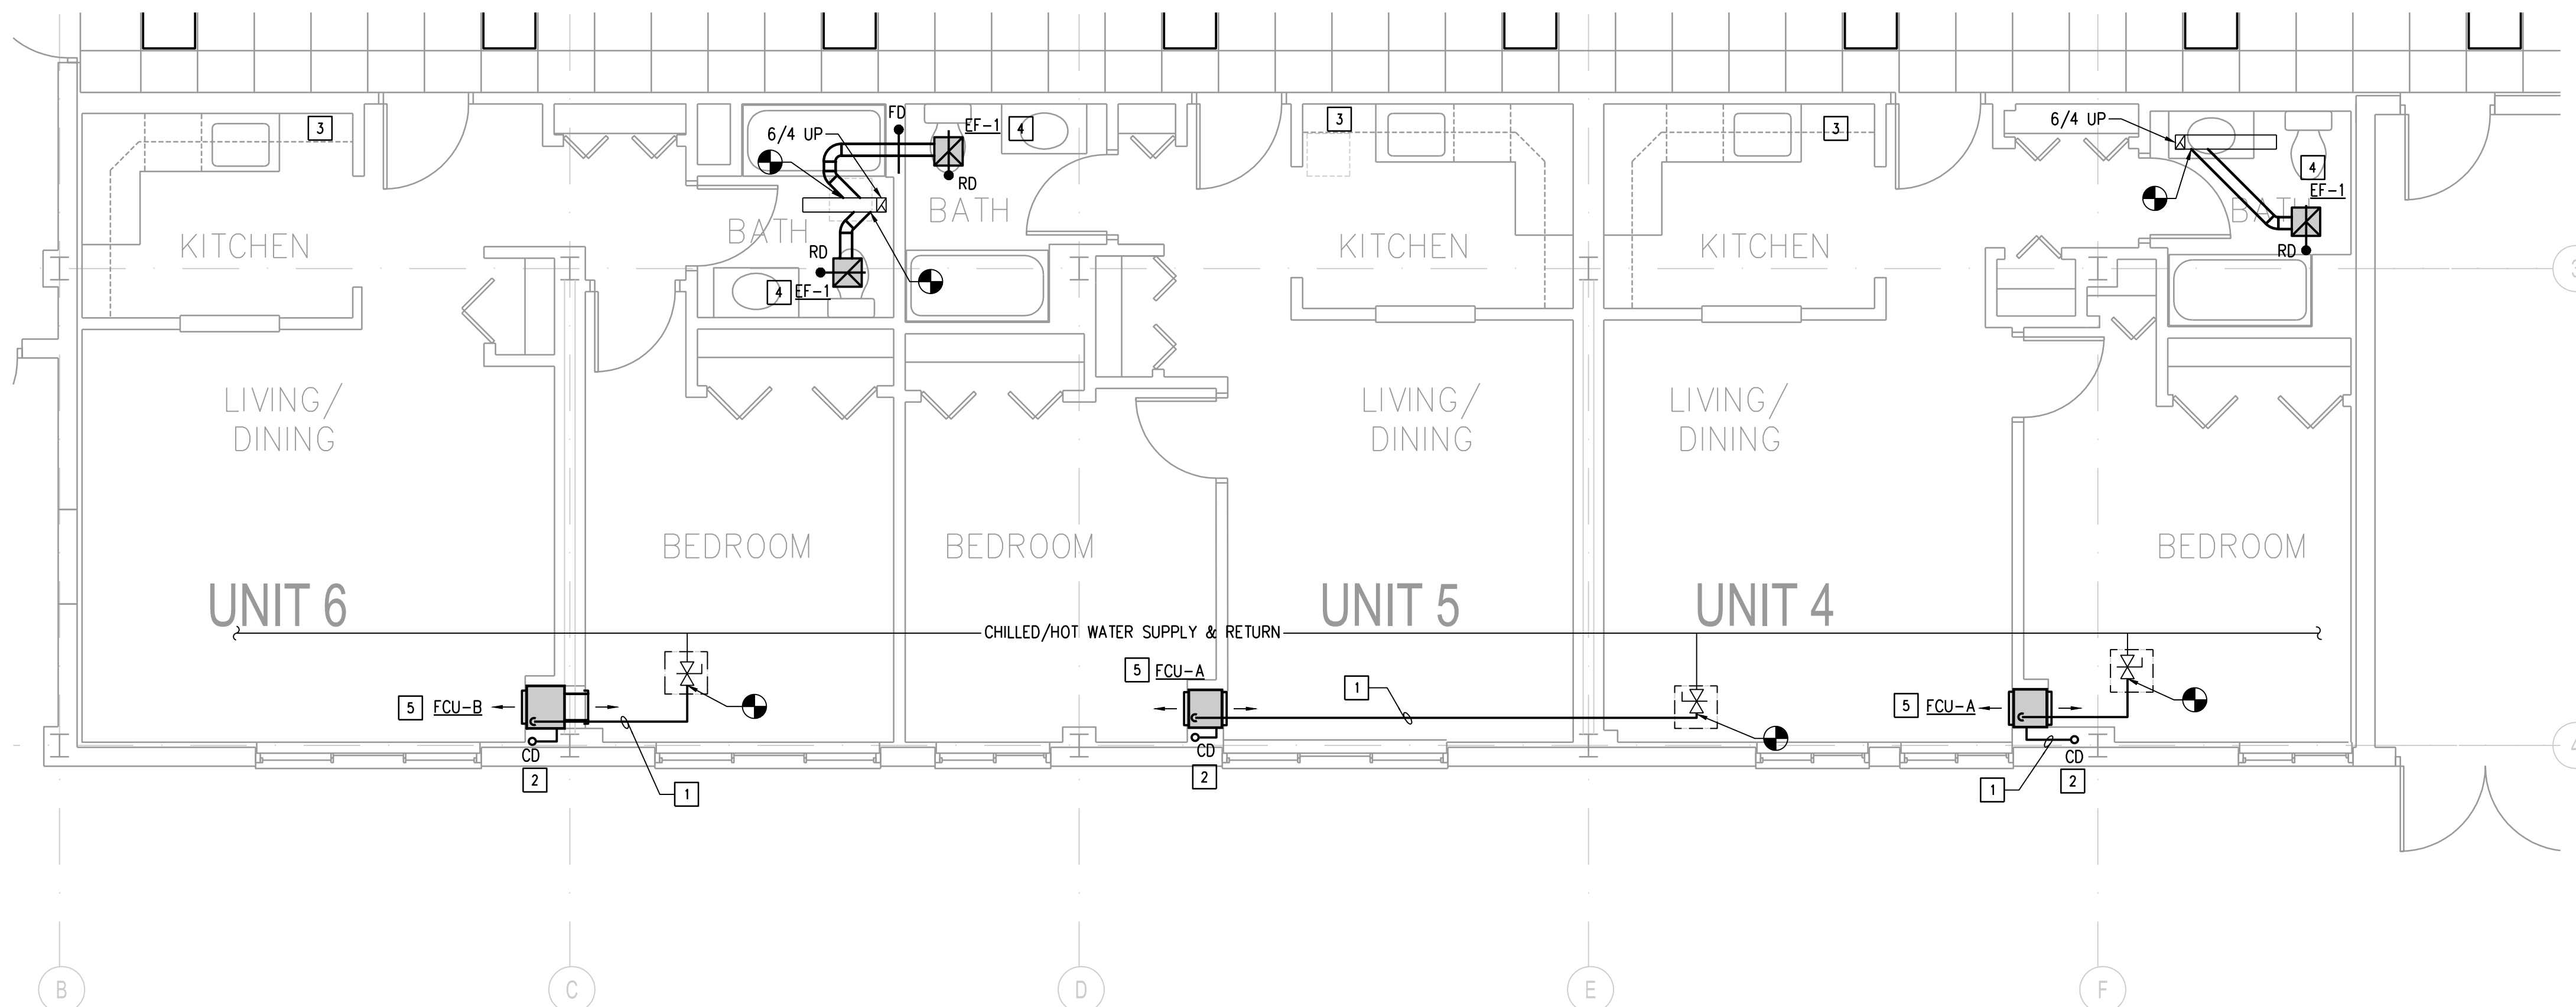 FD
6/4 UP
EF-1
4
3
3
3
6/4 UP
4
EF-1
RD
BATH
BATH
KITCHEN
BATH
KITCHEN
KITCHEN
RD
RD
4
EF-1
3
LIVING/
DINING
LIVING/
DINING
LIVING/
DINING
BEDROOM
BEDROOM
BEDROOM
UNIT 6
UNIT 5
UNIT 4
CHILLED/HOT WATER SUPPLY & RETURN
5 FCU-B
5 FCU-A
1
5 FCU-A
CD
2
1
CD
2
1
CD
2
4
B
C
D
E
F